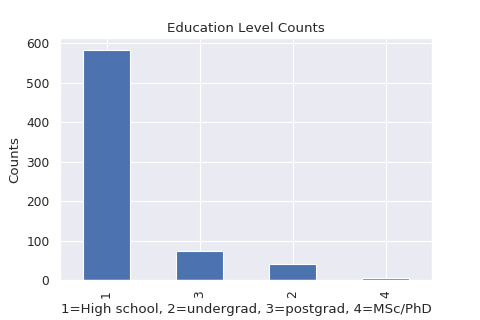 Education Level Counts
600
500
400
300
200
100
0
Counts
1 3 2 4
1=High school, 2=undergrad, 3=postgrad, 4=MSc/PhD